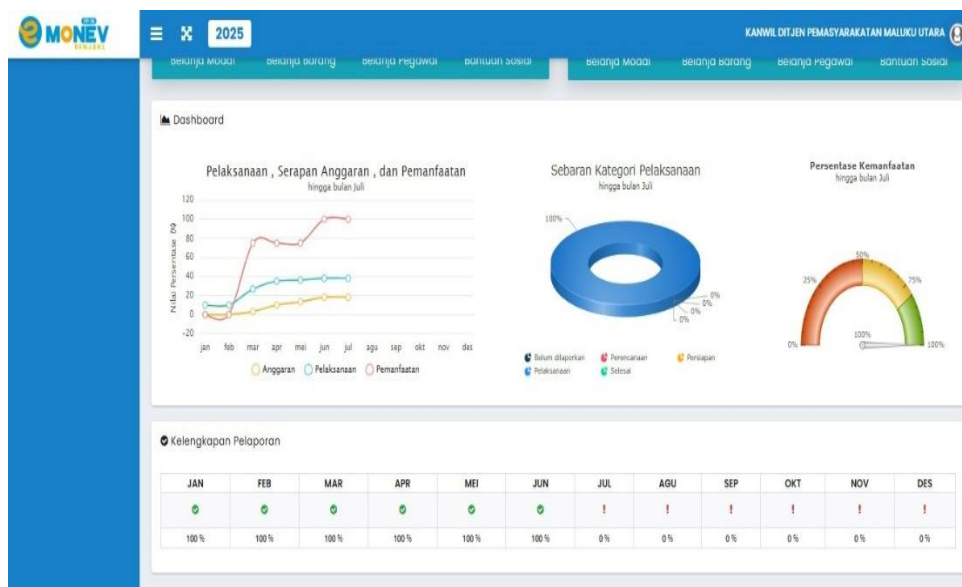 MONEV
2025
KANWIL DITJEN PEMASYARAKATAN MALUKU UTARA
Belanja Modal Belanja Barang Belanja Pegawai Bantuan Sosial Belanja Modal Belanja Barang Belanja Pegawai Bantuan Sosial
Dashboard
Pelaksanaan , Serapan Anggaran , dan Pemanfaatan
hingga bulan Juli
Nilai Persentase (%)
120
100
80
60
40
20
0
-20
jan feb mar apr mei jun jul agu sep okt nov des
Anggaran Pelaksanaan Pemanfaatan
Sebaran Kategori Pelaksanaan
hingga bulan Juli
100%
0%
0%
0%
0%
Belum dilaporkan Perencanaan Persiapan
Pelaksanaan Selesai
Persentase Kemanfaatan
hingga bulan Juli
50%
25% 75%
100%
0% 100%
Kelengkapan Pelaporan
JAN FEB MAR APR MEI JUN JUL AGU SEP OKT NOV DES
! ! ! ! ! !
100 % 100 % 100 % 100 % 100 % 100 % 0 % 0 % 0 % 0 % 0 % 0 %